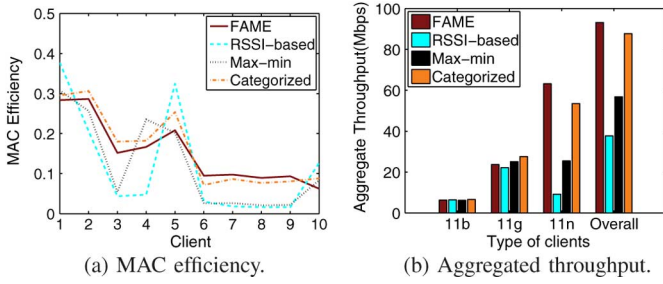 0.5
0.4
0.3
0.2
0.1
0
MAC Efficiency
FAME
RSSI-based
Max-min
Categorized
1 2 3 4 5 6 7 8 9 10
Client
(a) MAC efficiency.
100
80
60
40
20
0
Aggregate Throughput(Mbps)
FAME
RSSI-based
Max-min
Categorized
11b 11g 11n Overall
Type of clients
(b) Aggregated throughput.